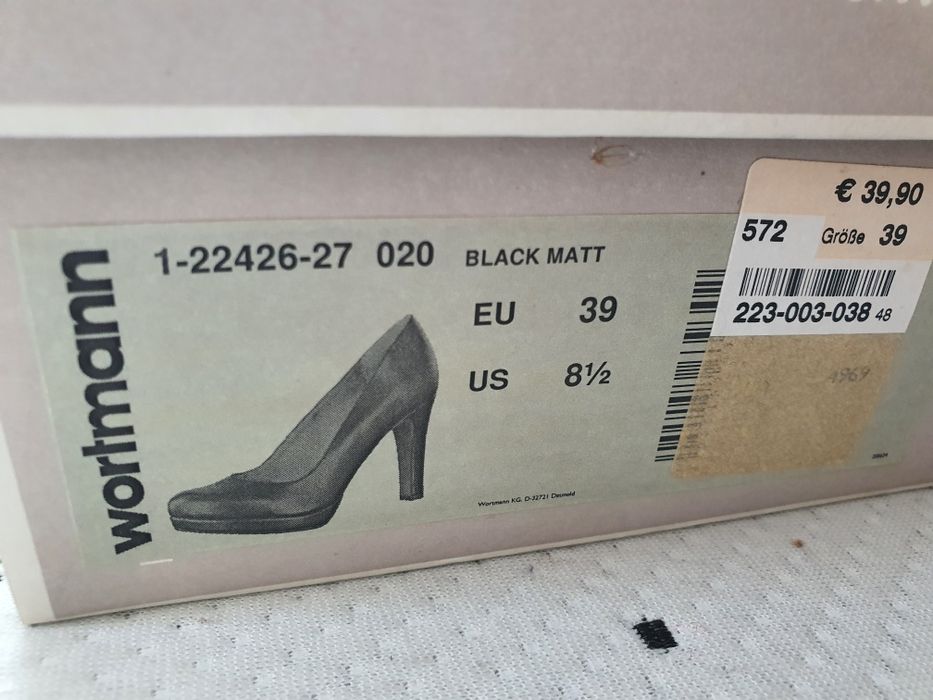 wortmann
1-22426-27 020 BLACK MATT
EU 39
US 8½
Wortmann KG, D-32721 Detmold
€ 39,90
572 Größe 39
223-003-038 48
4969